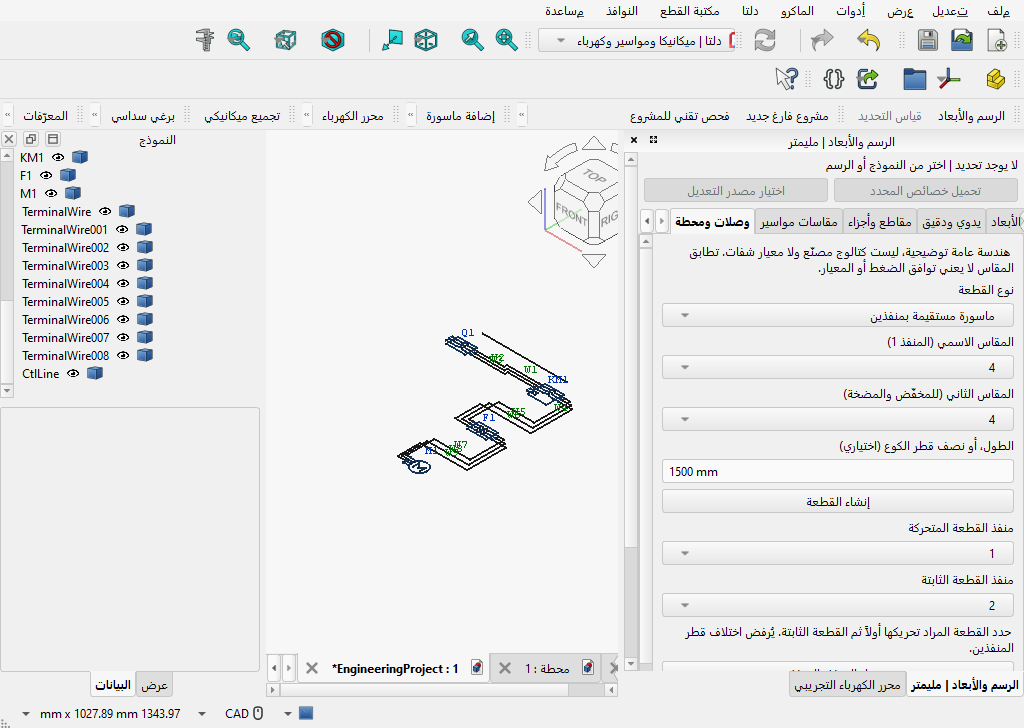 ملف تعديل عرض أدوات الماكرو دلتا مكتبة القطع النوافذ مساعدة
دلتا | ميكانيكا ومواسير وكهرباء
الرسم والأبعاد قياس التحديد مشروع فارغ جديد فحص تقني للمشروع
إضافة ماسورة
محرر الكهرباء
تجميع ميكانيكي
برغي سداسي
المعرّفات
الرسم والأبعاد | مليمتر
لا يوجد تحديد | اختر من النموذج أو الرسم
تحميل خصائص المحدد
اختيار مصدر التعديل
الأبعاد
يدوي ودقيق
مقاطع وأجزاء
مقاسات مواسير
وصلات ومحطة
هندسة عامة توضيحية، ليست كتالوج مصنّع ولا معيار شفات. تطابق
المقاس لا يعني توافق الضغط أو المعيار.
نوع القطعة
ماسورة مستقيمة بمنفذين
المقاس الاسمي (المنفذ 1)
4
المقاس الثاني (للمخفّض والمضخة)
4
الطول، أو نصف قطر الكوع (اختياري)
1500 mm
إنشاء القطعة
منفذ القطعة المتحركة
1
منفذ القطعة الثابتة
2
حدد القطعة المراد تحريكها أولاً ثم القطعة الثابتة. يُرفض اختلاف قطر
المنفذين.
الرسم والأبعاد | مليمتر
محرر الكهرباء التجريبي
TOP
FRONT
RIG
Q1
W2
W1
KM1
W5
F1
W7
M
محطة : 1
EngineeringProject : 1*
النموذج
KM1
F1
M1
TerminalWire
TerminalWire001
TerminalWire002
TerminalWire003
TerminalWire004
TerminalWire005
TerminalWire006
TerminalWire007
TerminalWire008
CtlLine
عرض
البيانات
CAD
1343.97 mm x 1027.89 mm